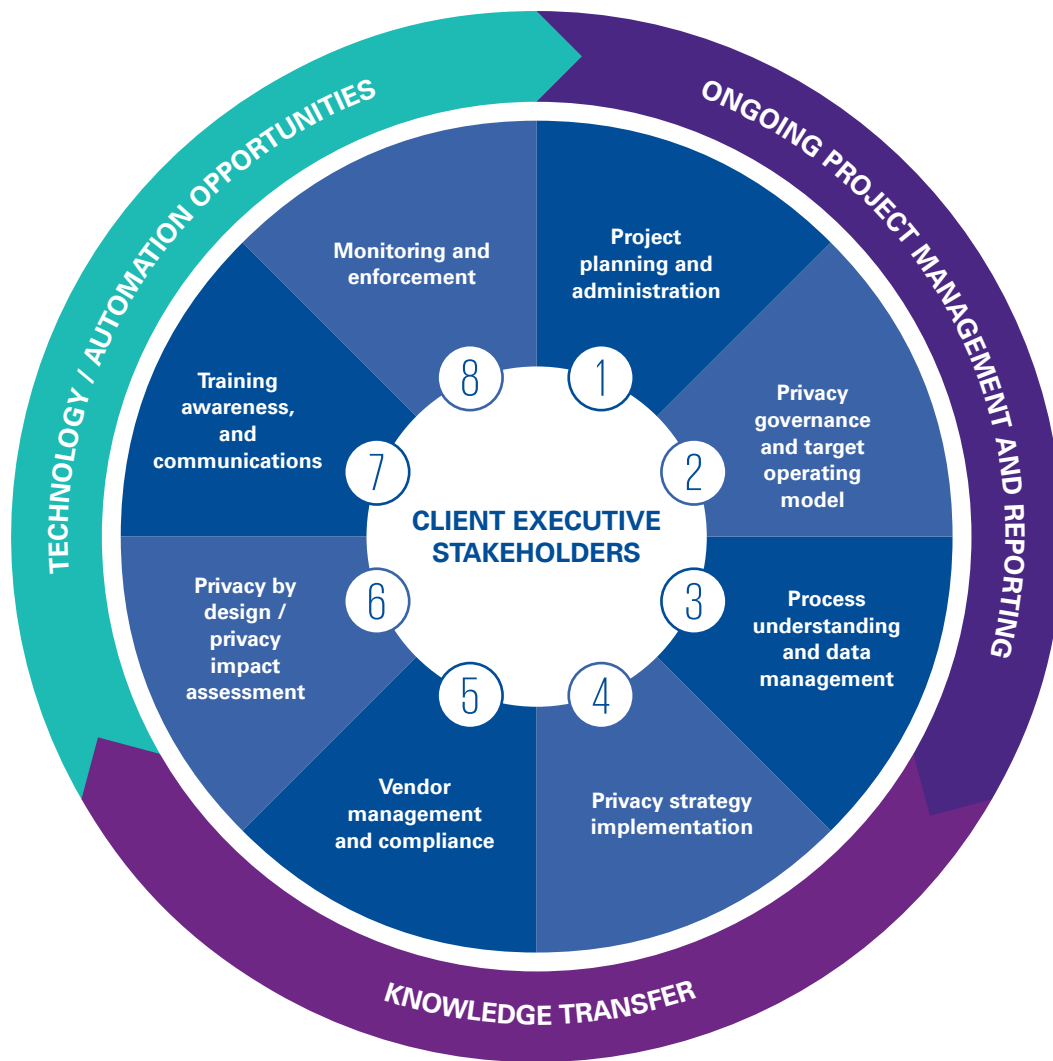 TECHNOLOGY / AUTOMATION OPPORTUNITIES
ONGOING PROJECT MANAGEMENT AND REPORTING
KNOWLEDGE TRANSFER
CLIENT EXECUTIVE
STAKEHOLDERS
1
Project
planning and
administration
2
Privacy
governance
and target
operating
model
3
Process
understanding
and data
management
4
Privacy strategy
implementation
5
Vendor
management
and compliance
6
Privacy by
design /
privacy
impact
assessment
7
Training
awareness,
and
communications
8
Monitoring and
enforcement